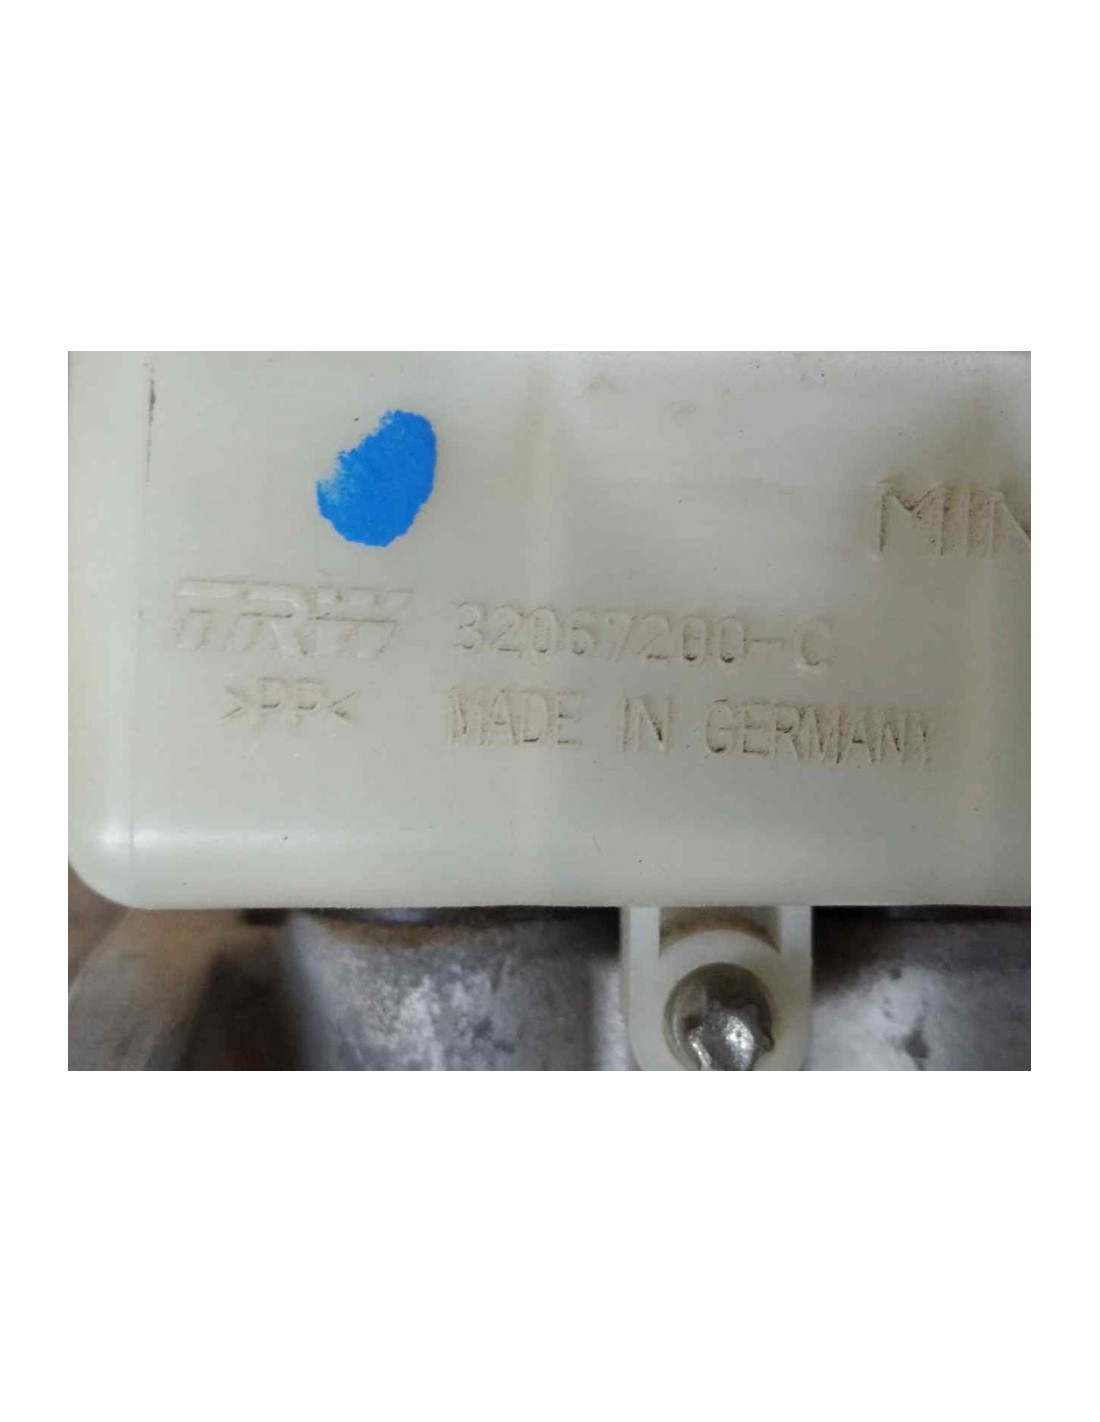 MIN
TRW 32067200-C
>PP< MADE IN GERMANY